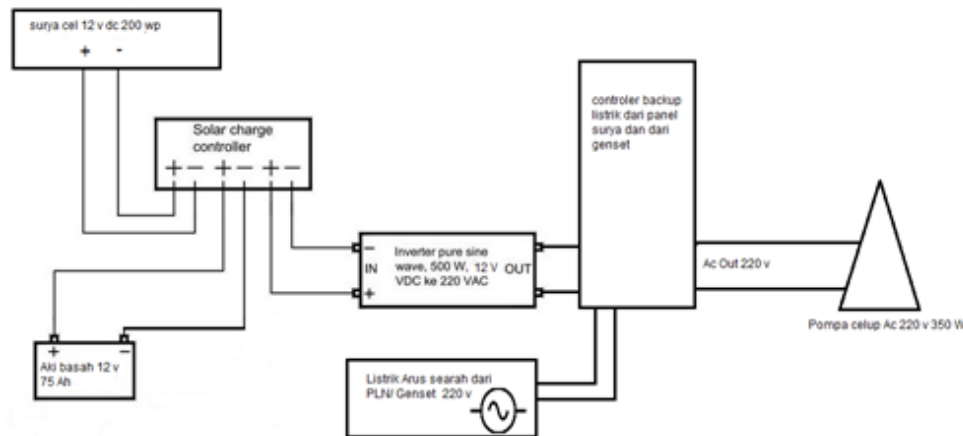 surya cel 12 v dc 200 wp
+ -
Solar charge
controller
+ − + − + −
controler backup
listrik dari panel
surya dan dari
genset
− Inverter pure sine
IN wave, 500 W, 12 V OUT
+ VDC ke 220 VAC
Ac Out 220 v
Pompa celup Ac 220 v 350 W
+ −
Aki basah 12 v
75 Ah
Listrik Arus searah dari
PLN/ Genset 220 v